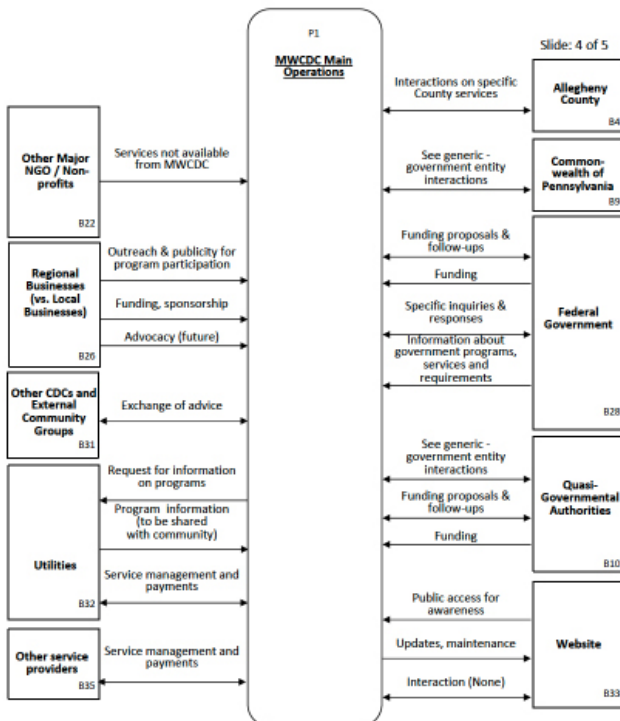 P1
MWCDC Main
Operations
Slide: 4 of 5
Other Major
NGO / Non-
profits
B22
Services not available
from MWCDC
Regional
Businesses
(vs. Local
Businesses)
B26
Outreach & publicity for
program participation
Funding, sponsorship
Advocacy (future)
Other CDCs and
External
Community
Groups
B31
Exchange of advice
Utilities
B32
Request for information
on programs
Program information
(to be shared
with community)
Service management and
payments
Other service
providers
B35
Service management and
payments
Interactions on specific
County services
Allegheny
County
B4
See generic -
government entity
interactions
Common-
wealth of
Pennsylvania
B9
Funding proposals &
follow-ups
Funding
Specific inquiries &
responses
Information about
government programs,
services and
requirements
Federal
Government
B28
See generic -
government entity
interactions
Funding proposals &
follow-ups
Funding
Quasi-
Governmental
Authorities
B10
Public access for
awareness
Updates, maintenance
Interaction (None)
Website
B33